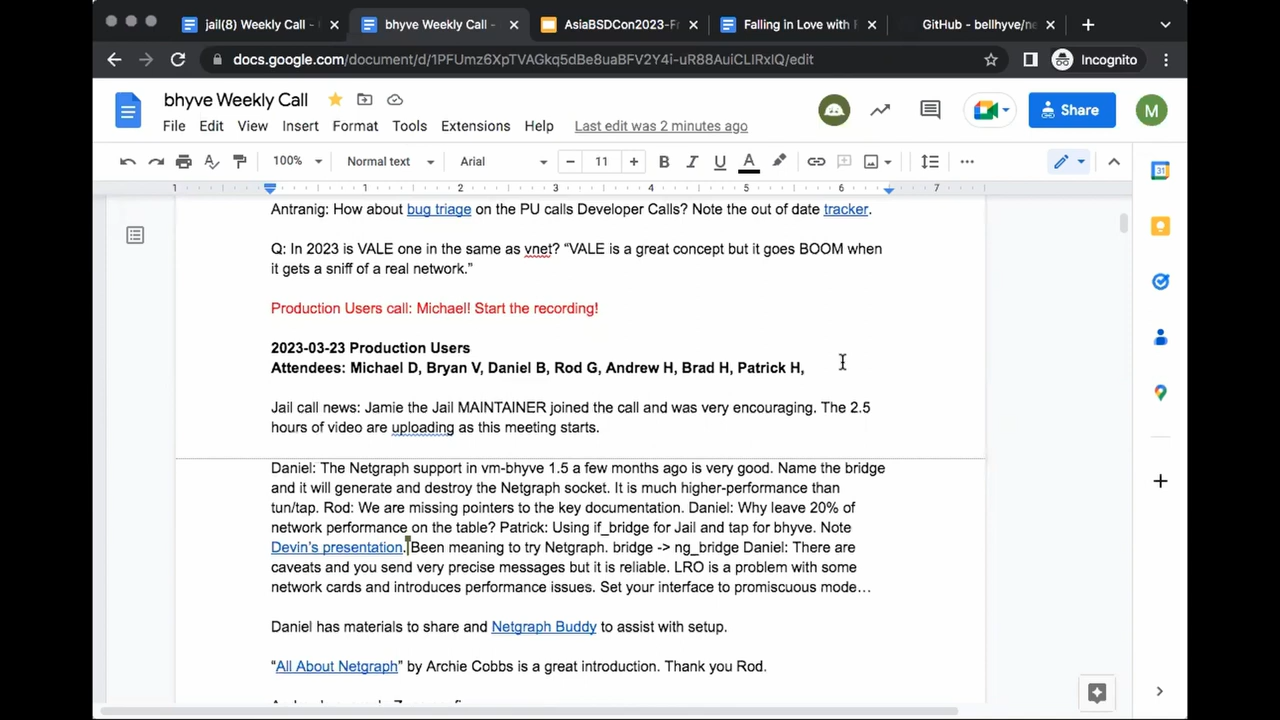 jail(8) Weekly Call -
bhyve Weekly Call -
AsiaBSDCon2023-F
Falling in Love with F
GitHub - bellhyve/ne
docs.google.com/document/d/1PFUmz6XpTVAGkq5dBe8uaBFV2Y4i-uR88AuiCLIRxIQ/edit
Incognito
bhyve Weekly Call
Share
M
File Edit View Insert Format Tools Extensions Help Last edit was 2 minutes ago
100% Normal text Arial 11 B I U A
1 1 2 3 4 5 6 7
31
Antranig: How about bug triage on the PU calls Developer Calls? Note the out of date tracker.
Q: In 2023 is VALE one in the same as vnet? “VALE is a great concept but it goes BOOM when
it gets a sniff of a real network.”
Production Users call: Michael! Start the recording!
2023-03-23 Production Users
Attendees: Michael D, Bryan V, Daniel B, Rod G, Andrew H, Brad H, Patrick H,
Jail call news: Jamie the Jail MAINTAINER joined the call and was very encouraging. The 2.5
hours of video are uploading as this meeting starts.
Daniel: The Netgraph support in vm-bhyve 1.5 a few months ago is very good. Name the bridge
and it will generate and destroy the Netgraph socket. It is much higher-performance than
tun/tap. Rod: We are missing pointers to the key documentation. Daniel: Why leave 20% of
network performance on the table? Patrick: Using if_bridge for Jail and tap for bhyve. Note
Devin’s presentation. Been meaning to try Netgraph. bridge -> ng_bridge Daniel: There are
caveats and you send very precise messages but it is reliable. LRO is a problem with some
network cards and introduces performance issues. Set your interface to promiscuous mode…
Daniel has materials to share and Netgraph Buddy to assist with setup.
“All About Netgraph” by Archie Cobbs is a great introduction. Thank you Rod.